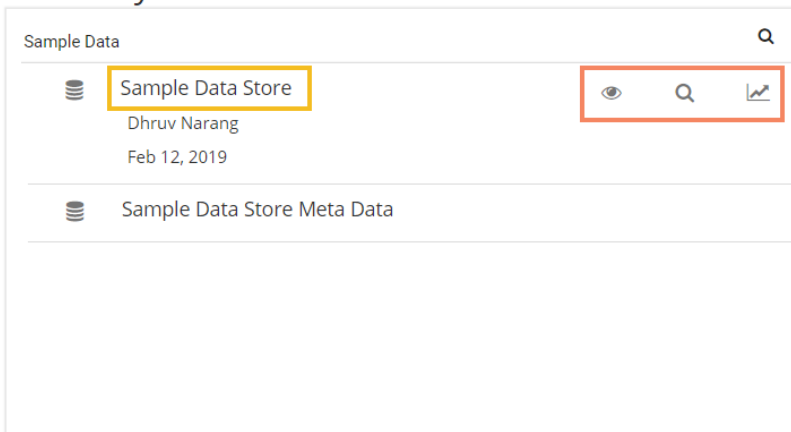 Sample Data
Sample Data Store
Dhruv Narang
Feb 12, 2019
Sample Data Store Meta Data